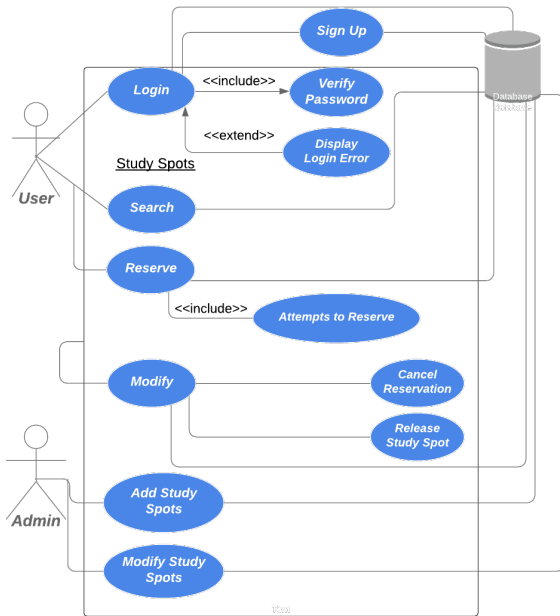 Sign Up
Login
<<include>>
Verify
Password
Database
<<extend>>
Display
Login Error
Study Spots
User
Search
Reserve
<<include>>
Attempts to Reserve
Modify
Cancel
Reservation
Release
Study Spot
Admin
Add Study
Spots
Modify Study
Spots